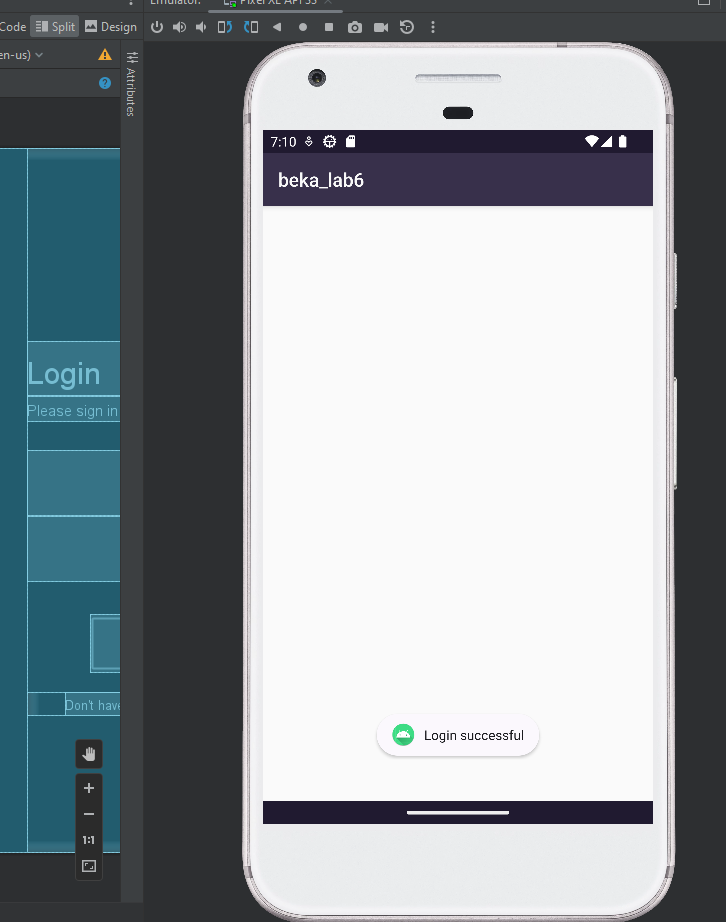 Emulator:
Pixel XL API 33
Code
Split
Design
en-us)
Attributes
7:10
beka_lab6
Login
Please sign in
Don't have
1:1
Login successful